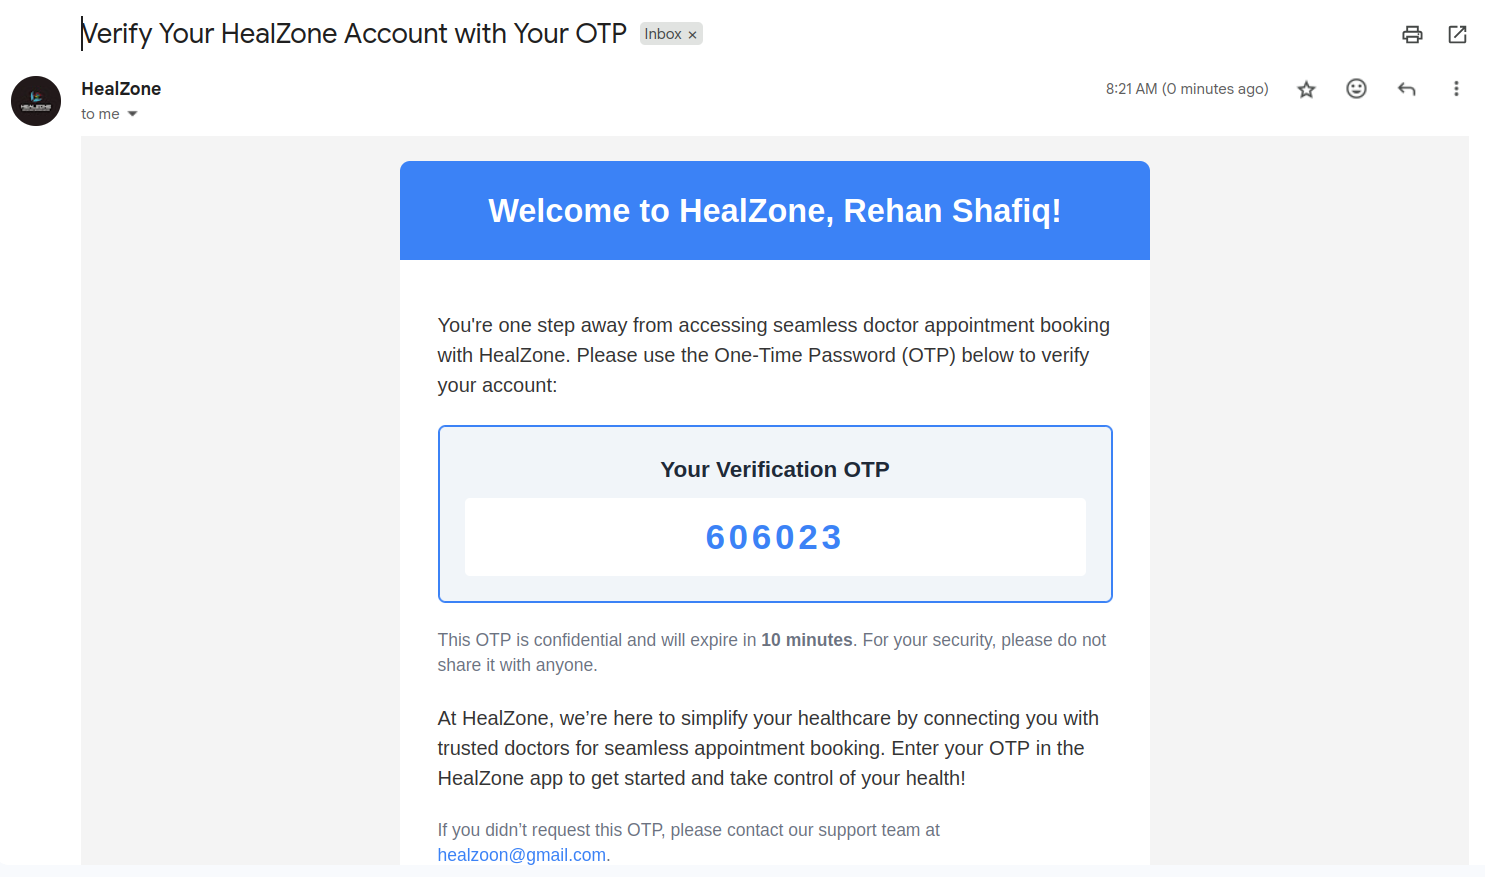 Verify Your HealZone Account with Your OTP Inbox ×
HealZone
8:21 AM (0 minutes ago)
to me
HEALZONE
Welcome to HealZone, Rehan Shafiq!
You're one step away from accessing seamless doctor appointment booking
with HealZone. Please use the One-Time Password (OTP) below to verify
your account:
Your Verification OTP
606023
This OTP is confidential and will expire in 10 minutes. For your security, please do not
share it with anyone.
At HealZone, we’re here to simplify your healthcare by connecting you with
trusted doctors for seamless appointment booking. Enter your OTP in the
HealZone app to get started and take control of your health!
If you didn’t request this OTP, please contact our support team at
healzoon@gmail.com.